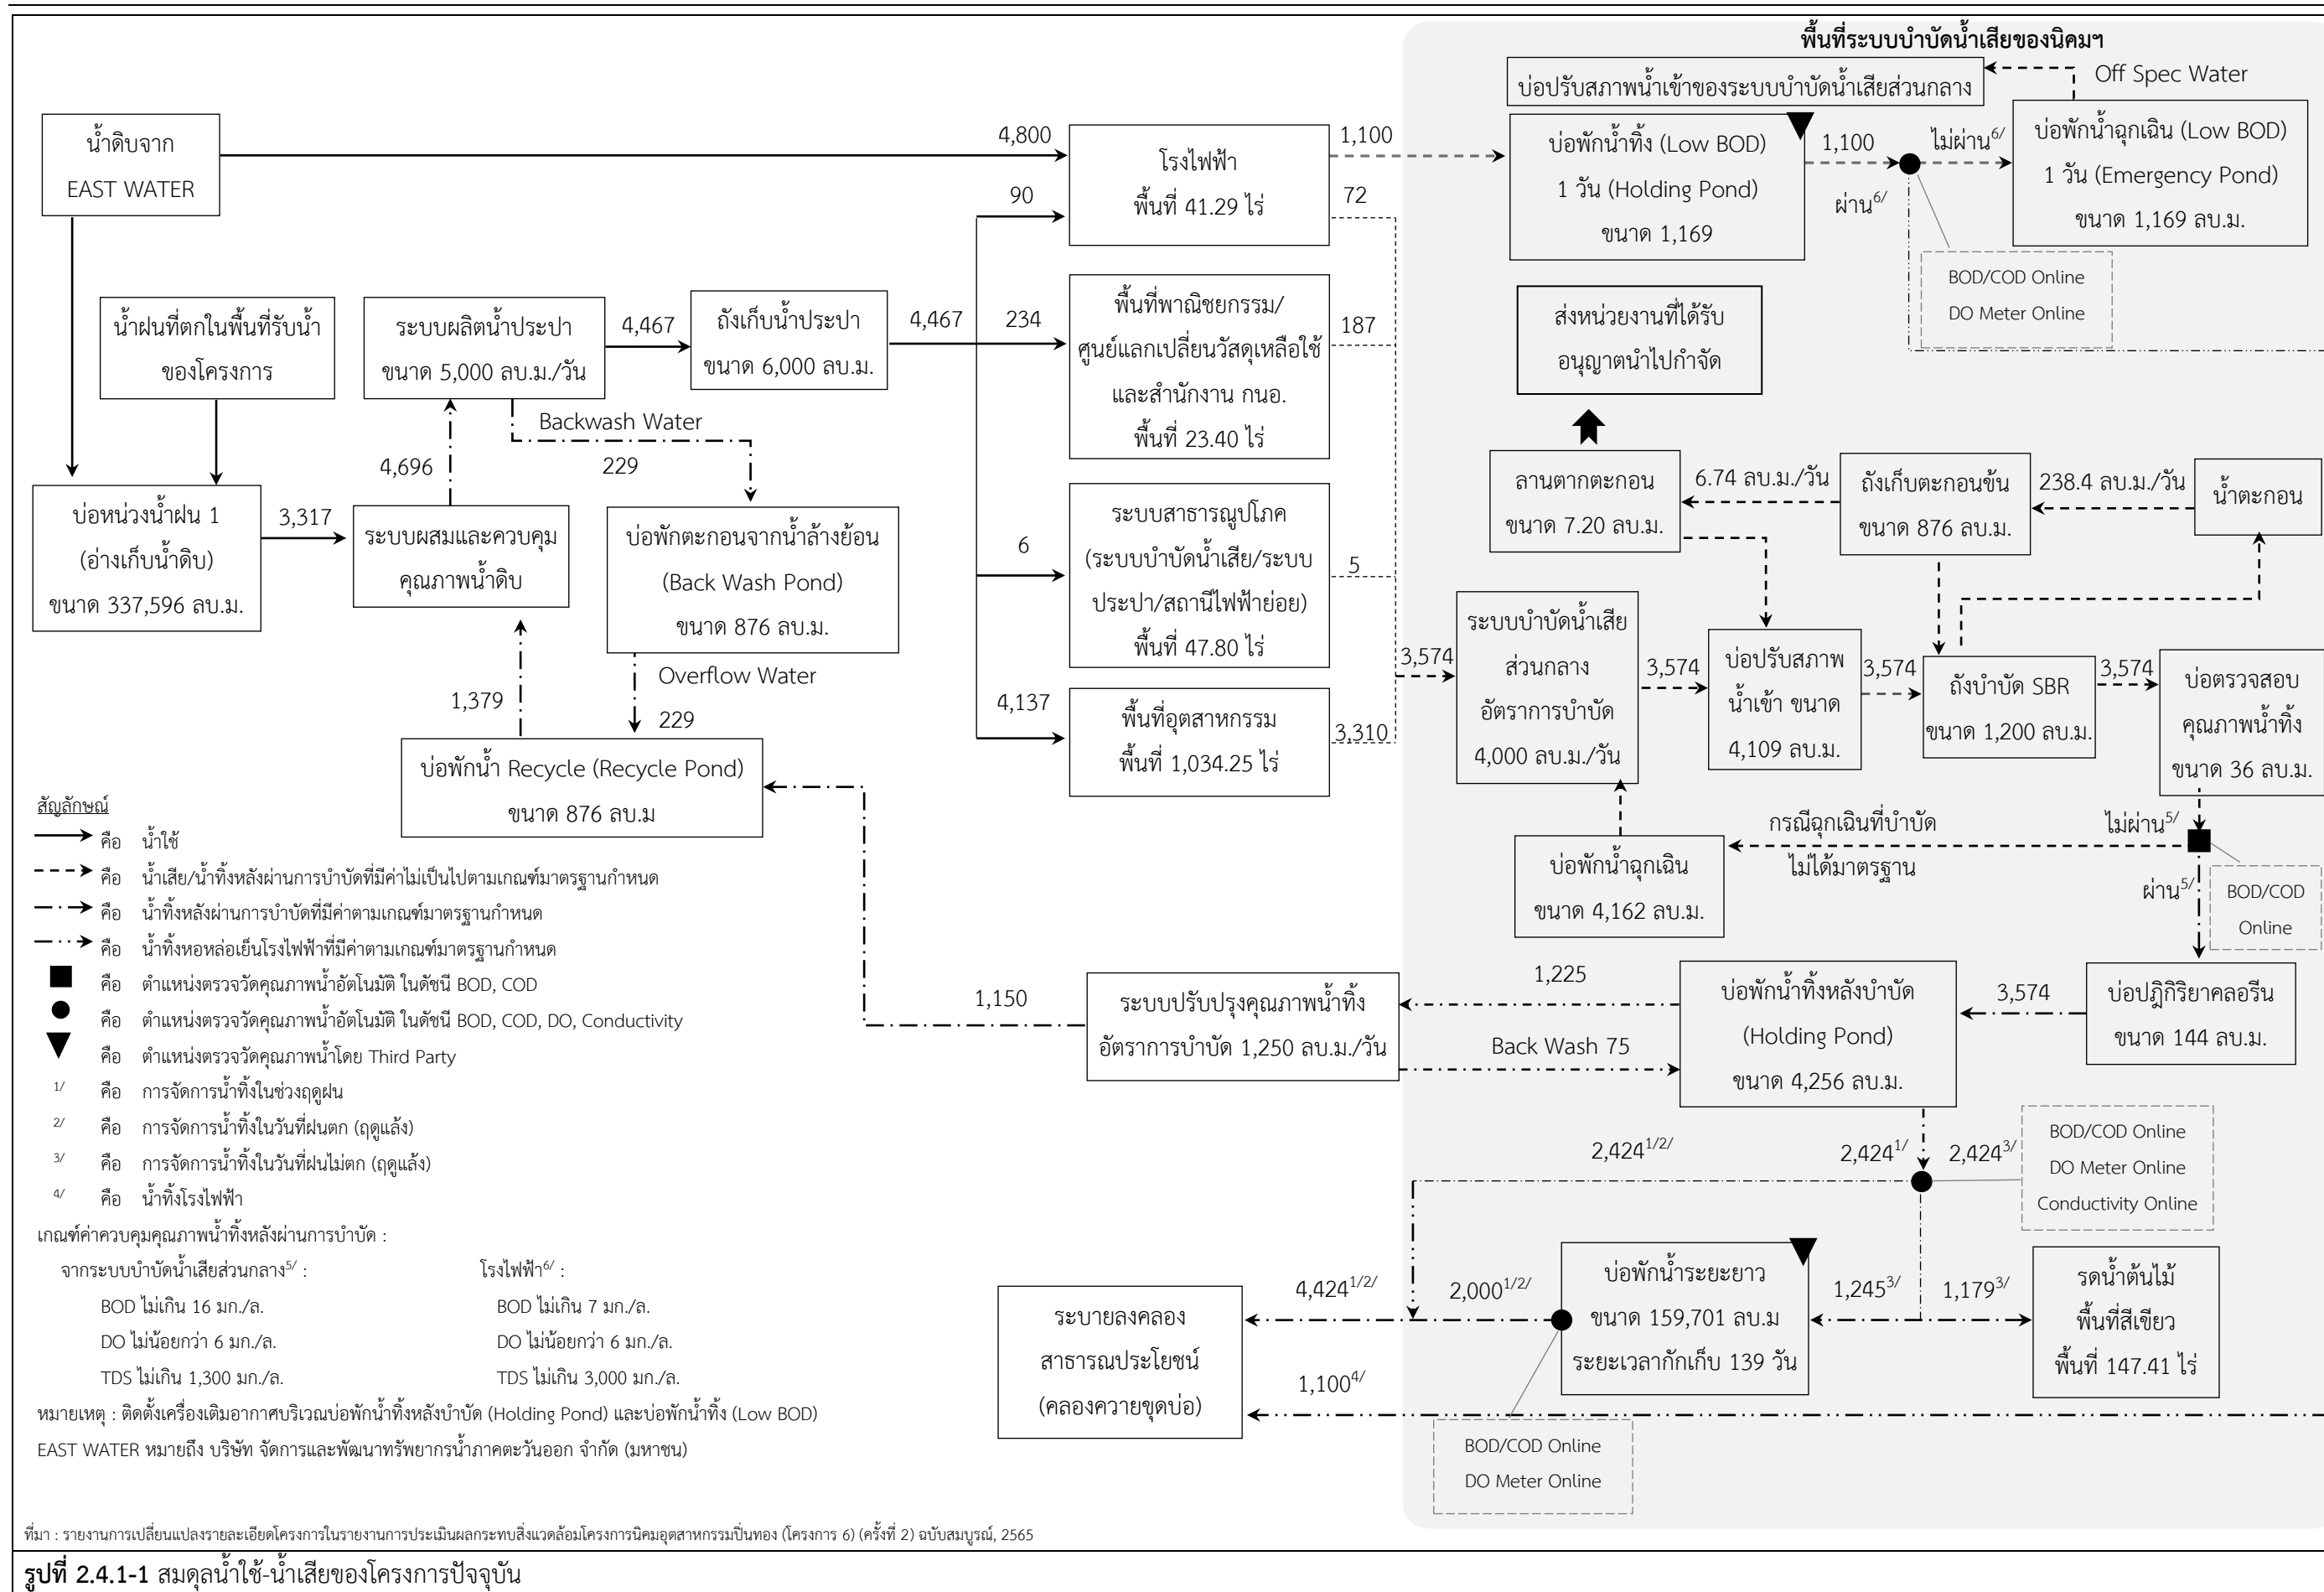 พื้นที่ระบบบำบัดน้ำเสียของนิคมฯ
บ่อปรับสภาพน้ำเข้าของระบบบำบัดน้ำเสียส่วนกลาง
Off Spec Water
น้ำดิบจาก
EAST WATER
4,800
โรงไฟฟ้า
พื้นที่ 41.29 ไร่
1,100
90
72
บ่อพักน้ำทิ้ง (Low BOD)
1 วัน (Holding Pond)
ขนาด 1,169
1,100
ไม่ผ่าน6/
ผ่าน6/
บ่อพักน้ำฉุกเฉิน (Low BOD)
1 วัน (Emergency Pond)
ขนาด 1,169 ลบ.ม.
BOD/COD Online
DO Meter Online
น้ำฝนที่ตกในพื้นที่รับน้ำ
ของโครงการ
ระบบผลิตน้ำประปา
ขนาด 5,000 ลบ.ม./วัน
4,467
ถังเก็บน้ำประปา
ขนาด 6,000 ลบ.ม.
4,467
234
พื้นที่พาณิชยกรรม/
ศูนย์แลกเปลี่ยนวัสดุเหลือใช้
และสำนักงาน กนอ.
พื้นที่ 23.40 ไร่
187
ส่งหน่วยงานที่ได้รับ
อนุญาตนำไปกำจัด
Backwash Water
229
4,696
บ่อหน่วงน้ำฝน 1
(อ่างเก็บน้ำดิบ)
ขนาด 337,596 ลบ.ม.
3,317
ระบบผสมและควบคุม
คุณภาพน้ำดิบ
บ่อพักตะกอนจากน้ำล้างย้อน
(Back Wash Pond)
ขนาด 876 ลบ.ม.
6
ระบบสาธารณูปโภค
(ระบบบำบัดน้ำเสีย/ระบบ
ประปา/สถานีไฟฟ้าย่อย)
พื้นที่ 47.80 ไร่
5
ลานตากตะกอน
ขนาด 7.20 ลบ.ม.
6.74 ลบ.ม./วัน
ถังเก็บตะกอนข้น
ขนาด 876 ลบ.ม.
238.4 ลบ.ม./วัน
น้ำตะกอน
Overflow Water
229
1,379
4,137
พื้นที่อุตสาหกรรม
พื้นที่ 1,034.25 ไร่
3,310
3,574
ระบบบำบัดน้ำเสีย
ส่วนกลาง
อัตราการบำบัด
4,000 ลบ.ม./วัน
3,574
บ่อปรับสภาพ
น้ำเข้า ขนาด
4,109 ลบ.ม.
3,574
ถังบำบัด SBR
ขนาด 1,200 ลบ.ม.
3,574
บ่อตรวจสอบ
คุณภาพน้ำทิ้ง
ขนาด 36 ลบ.ม.
บ่อพักน้ำ Recycle (Recycle Pond)
ขนาด 876 ลบ.ม
บ่อพักน้ำฉุกเฉิน
ขนาด 4,162 ลบ.ม.
กรณีฉุกเฉินที่บำบัด
ไม่ได้มาตรฐาน
ไม่ผ่าน5/
ผ่าน5/
BOD/COD
Online
สัญลักษณ์
คือ น้ำใช้
คือ น้ำเสีย/น้ำทิ้งหลังผ่านการบำบัดที่มีค่าไม่เป็นไปตามเกณฑ์มาตรฐานกำหนด
คือ น้ำทิ้งหลังผ่านการบำบัดที่มีค่าตามเกณฑ์มาตรฐานกำหนด
คือ น้ำทิ้งหอหล่อเย็นโรงไฟฟ้าที่มีค่าตามเกณฑ์มาตรฐานกำหนด
คือ ตำแหน่งตรวจวัดคุณภาพน้ำอัตโนมัติ ในดัชนี BOD, COD
คือ ตำแหน่งตรวจวัดคุณภาพน้ำอัตโนมัติ ในดัชนี BOD, COD, DO, Conductivity
คือ ตำแหน่งตรวจวัดคุณภาพน้ำโดย Third Party
1/ คือ การจัดการน้ำทิ้งในช่วงฤดูฝน
2/ คือ การจัดการน้ำทิ้งในวันที่ฝนตก (ฤดูแล้ง)
3/ คือ การจัดการน้ำทิ้งในวันที่ฝนไม่ตก (ฤดูแล้ง)
4/ คือ น้ำทิ้งโรงไฟฟ้า
1,150
ระบบปรับปรุงคุณภาพน้ำทิ้ง
อัตราการบำบัด 1,250 ลบ.ม./วัน
1,225
Back Wash 75
บ่อพักน้ำทิ้งหลังบำบัด
(Holding Pond)
ขนาด 4,256 ลบ.ม.
3,574
บ่อปฏิกิริยาคลอรีน
ขนาด 144 ลบ.ม.
2,4241/2/
2,4241/
2,4243/
BOD/COD Online
DO Meter Online
Conductivity Online
เกณฑ์ค่าควบคุมคุณภาพน้ำทิ้งหลังผ่านการบำบัด :
จากระบบบำบัดน้ำเสียส่วนกลาง5/ : โรงไฟฟ้า6/ :
BOD ไม่เกิน 16 มก./ล. BOD ไม่เกิน 7 มก./ล.
DO ไม่น้อยกว่า 6 มก./ล. DO ไม่น้อยกว่า 6 มก./ล.
TDS ไม่เกิน 1,300 มก./ล. TDS ไม่เกิน 3,000 มก./ล.
ระบายลงคลอง
สาธารณประโยชน์
(คลองควายขุดบ่อ)
4,4241/2/
2,0001/2/
บ่อพักน้ำระยะยาว
ขนาด 159,701 ลบ.ม
ระยะเวลากักเก็บ 139 วัน
1,2453/
1,1793/
รดน้ำต้นไม้
พื้นที่สีเขียว
พื้นที่ 147.41 ไร่
1,1004/
BOD/COD Online
DO Meter Online
หมายเหตุ : ติดตั้งเครื่องเติมอากาศบริเวณบ่อพักน้ำทิ้งหลังบำบัด (Holding Pond) และบ่อพักน้ำทิ้ง (Low BOD)
EAST WATER หมายถึง บริษัท จัดการและพัฒนาทรัพยากรน้ำภาคตะวันออก จำกัด (มหาชน)
ที่มา : รายงานการเปลี่ยนแปลงรายละเอียดโครงการในรายงานการประเมินผลกระทบสิ่งแวดล้อมโครงการนิคมอุตสาหกรรมปิ่นทอง (โครงการ 6) (ครั้งที่ 2) ฉบับสมบูรณ์, 2565
รูปที่ 2.4.1-1 สมดุลน้ำใช้-น้ำเสียของโครงการปัจจุบัน